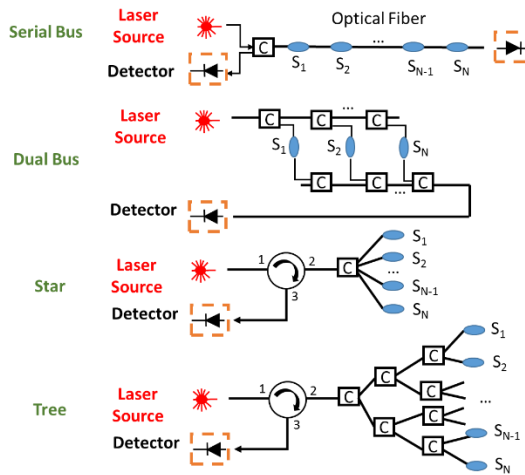 Serial Bus
Laser
Source
Detector
C
Optical Fiber
...
S1 S2 SN-1 SN
Dual Bus
Laser
Source
C C C
...
S1 S2 SN
C C C
...
Detector
Star
Laser
Source
1 2
3
C
S1
S2
...
SN-1
SN
Detector
Tree
Laser
Source
1 2
3
C
C
C
C
C
C
C
S1
S2
...
SN-1
SN
Detector